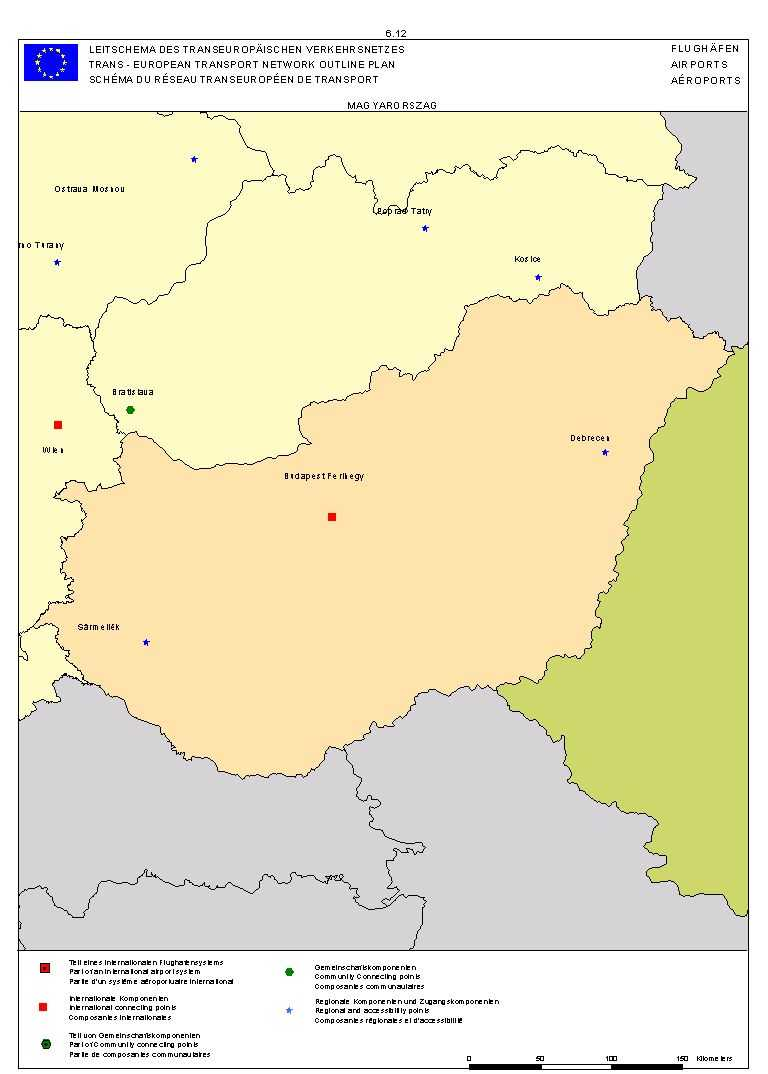 6.12
LEITSCHEMA DES TRANSEUROPÄISCHEN VERKEHRSNETZES
TRANS - EUROPEAN TRANSPORT NETWORK OUTLINE PLAN
SCHÉMA DU RÉSEAU TRANSEUROPÉEN DE TRANSPORT
FLUGHÄFEN
AIRPORTS
AÉROPORTS
MAGYARORSZAG
Ostrava Mosnov
Poprad Tatry
no Turany
Kosice
Bratislava
Wien
Debrecen
Budapest Ferihegy
Sármellék
Teil eines internationalen Flughafensystems
Part of an international airport system
Partie d'un système aéroportuaire international
Internationale Komponenten
International connecting points
Composantes internationales
Teil von Gemeinschaftskomponenten
Part of Community connecting points
Partie de composantes communautaires
Gemeinschaftskomponenten
Community Connecting points
Composantes communautaires
Regionale Komponenten und Zugangskomponenten
Regional and accessibility points
Composantes régionales et d'accessibilité
0 50 100 150 Kilometers